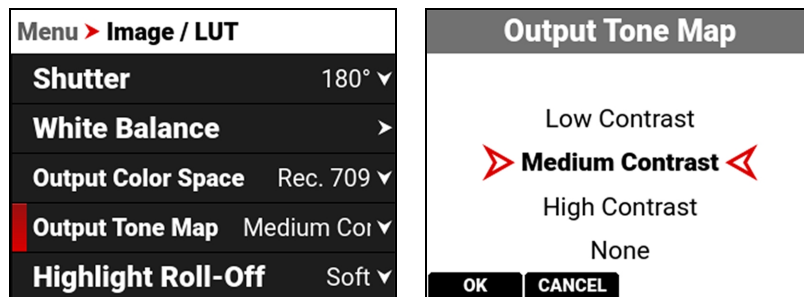 Menu > Image / LUT
Shutter 180°
White Balance
Output Color Space Rec. 709
Output Tone Map Medium Cor
Highlight Roll-Off Soft
Output Tone Map
Low Contrast
Medium Contrast
High Contrast
None
OK CANCEL